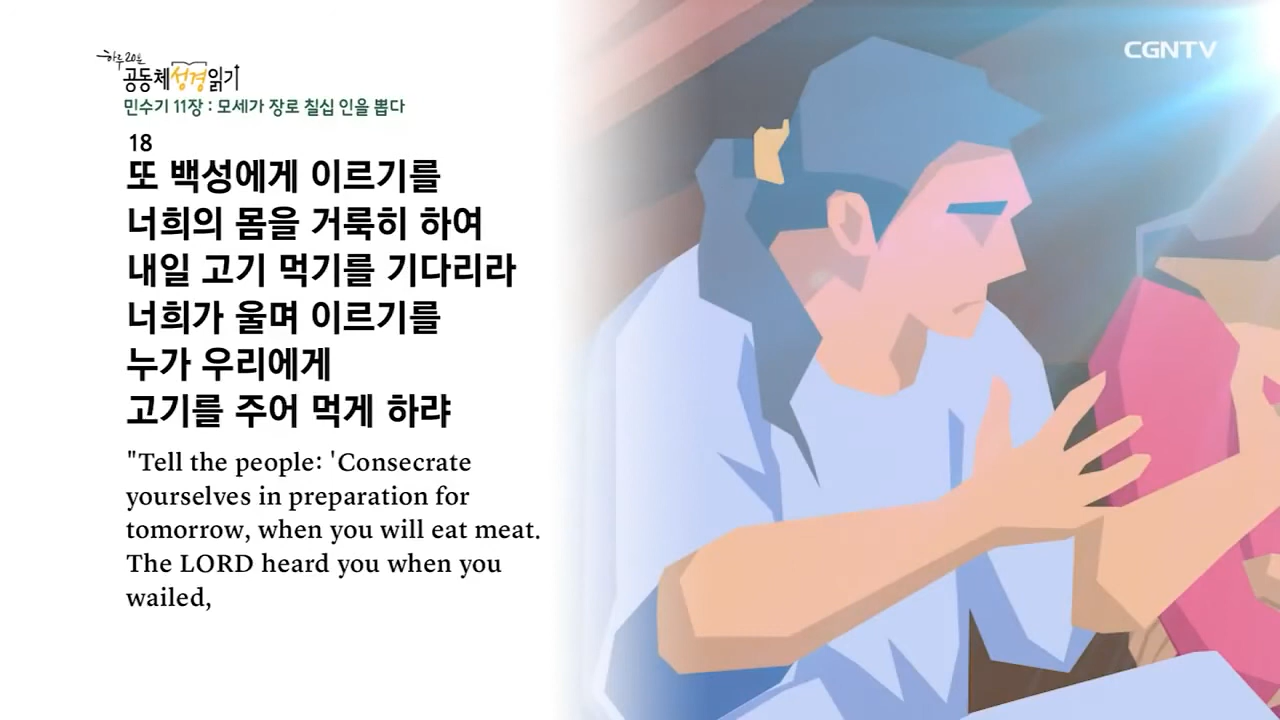 하루 20분
CGNTV
공동체성경읽기
민수기 11장 : 모세가 장로 칠십 인을 뽑다
18
또 백성에게 이르기를
너희의 몸을 거룩히 하여
내일 고기 먹기를 기다리라
너희가 울며 이르기를
누가 우리에게
고기를 주어 먹게 하랴
"Tell the people: 'Consecrate
yourselves in preparation for
tomorrow, when you will eat meat.
The LORD heard you when you
wailed,